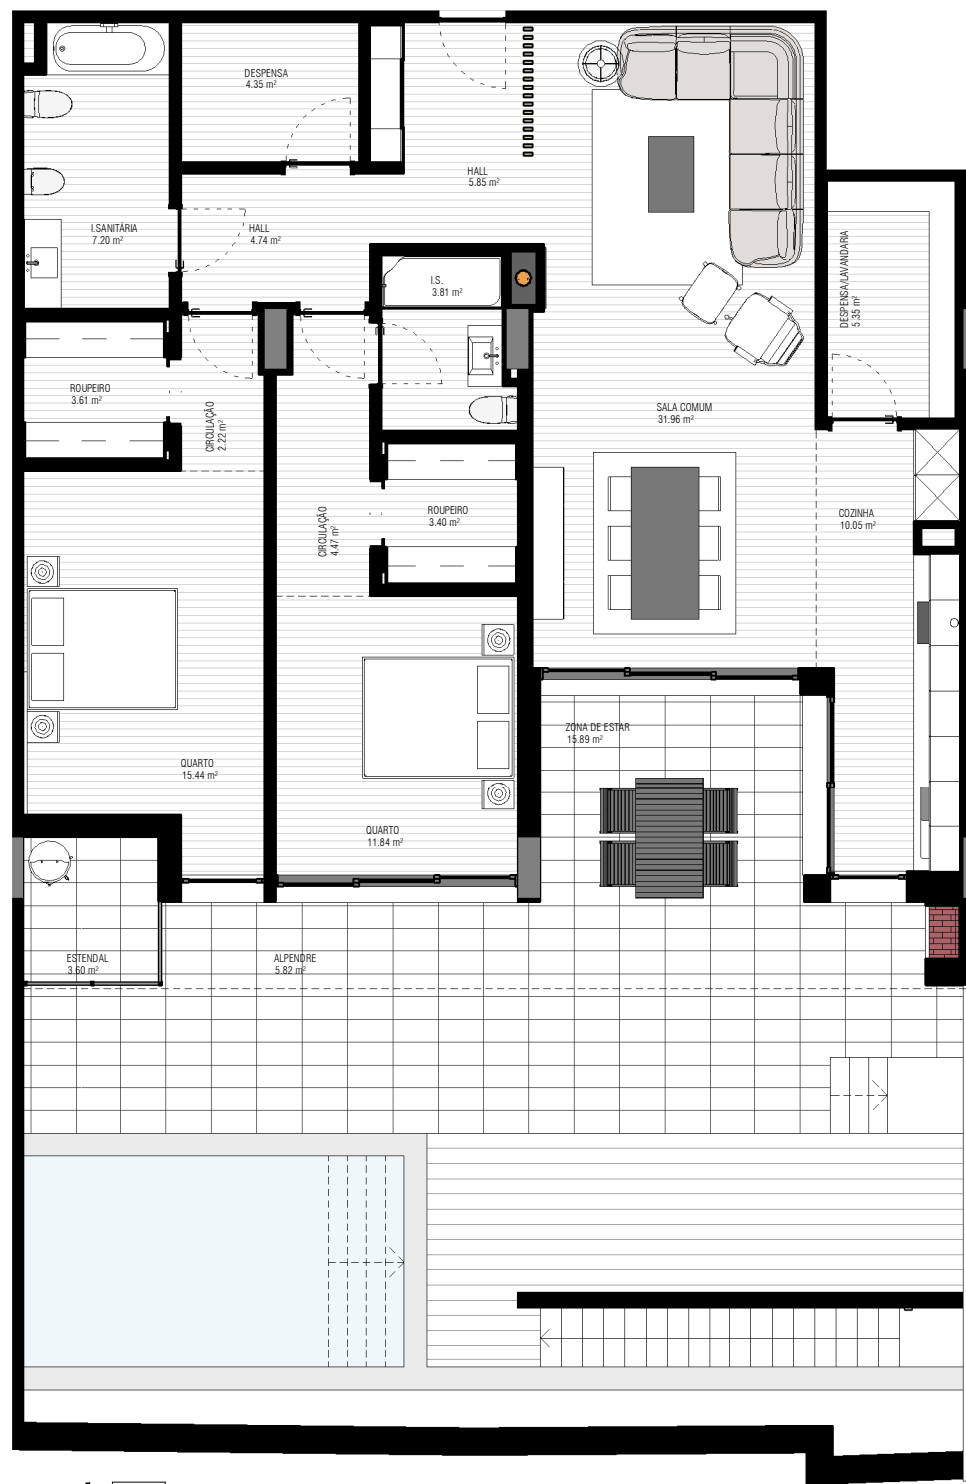 DESPENSA
4.35 m²
HALL
5.85 m²
I.SANITÁRIA
7.20 m²
HALL
4.74 m²
I.S.
3.81 m²
DESPENSA/LAVANDARIA
5.35 m²
ROUPEIRO
3.61 m²
CIRCULAÇÃO
2.22 m²
SALA COMUM
31.96 m²
CIRCULAÇÃO
4.47 m²
ROUPEIRO
3.40 m²
COZINHA
10.05 m²
ZONA DE ESTAR
15.89 m²
QUARTO
15.44 m²
QUARTO
11.84 m²
ESTENDAL
3.60 m²
ALPENDRE
5.82 m²